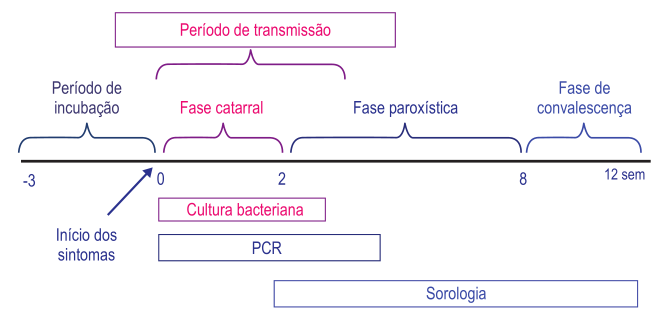 Período de transmissão
Período de
incubação
Fase catarral
Fase paroxística
Fase de
convalescença
-3
0
2
8
12 sem
Início dos
sintomas
Cultura bacteriana
PCR
Sorologia